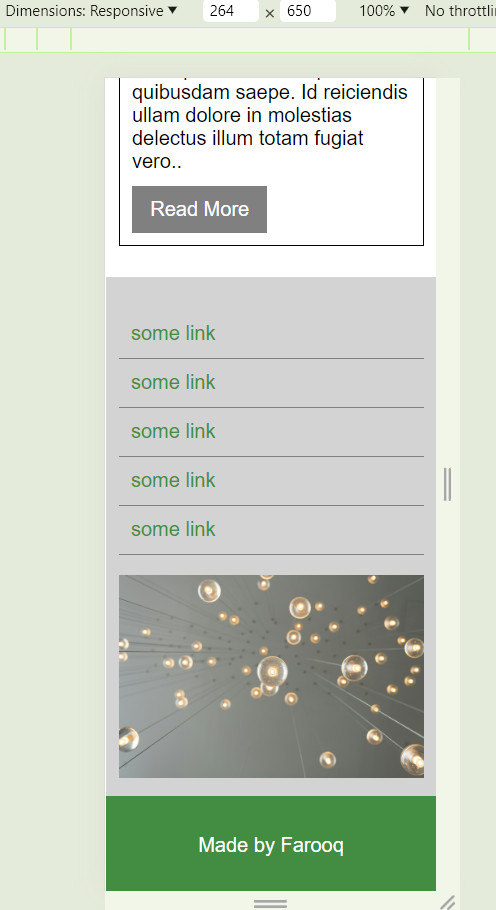 Dimensions: Responsive ▼ 264 × 650 100% ▼ No throttli
quibusdam saepe. Id reiciendis
ullam dolore in molestias
delectus illum totam fugiat
vero..
Read More
some link
some link
some link
some link
some link
Made by Farooq